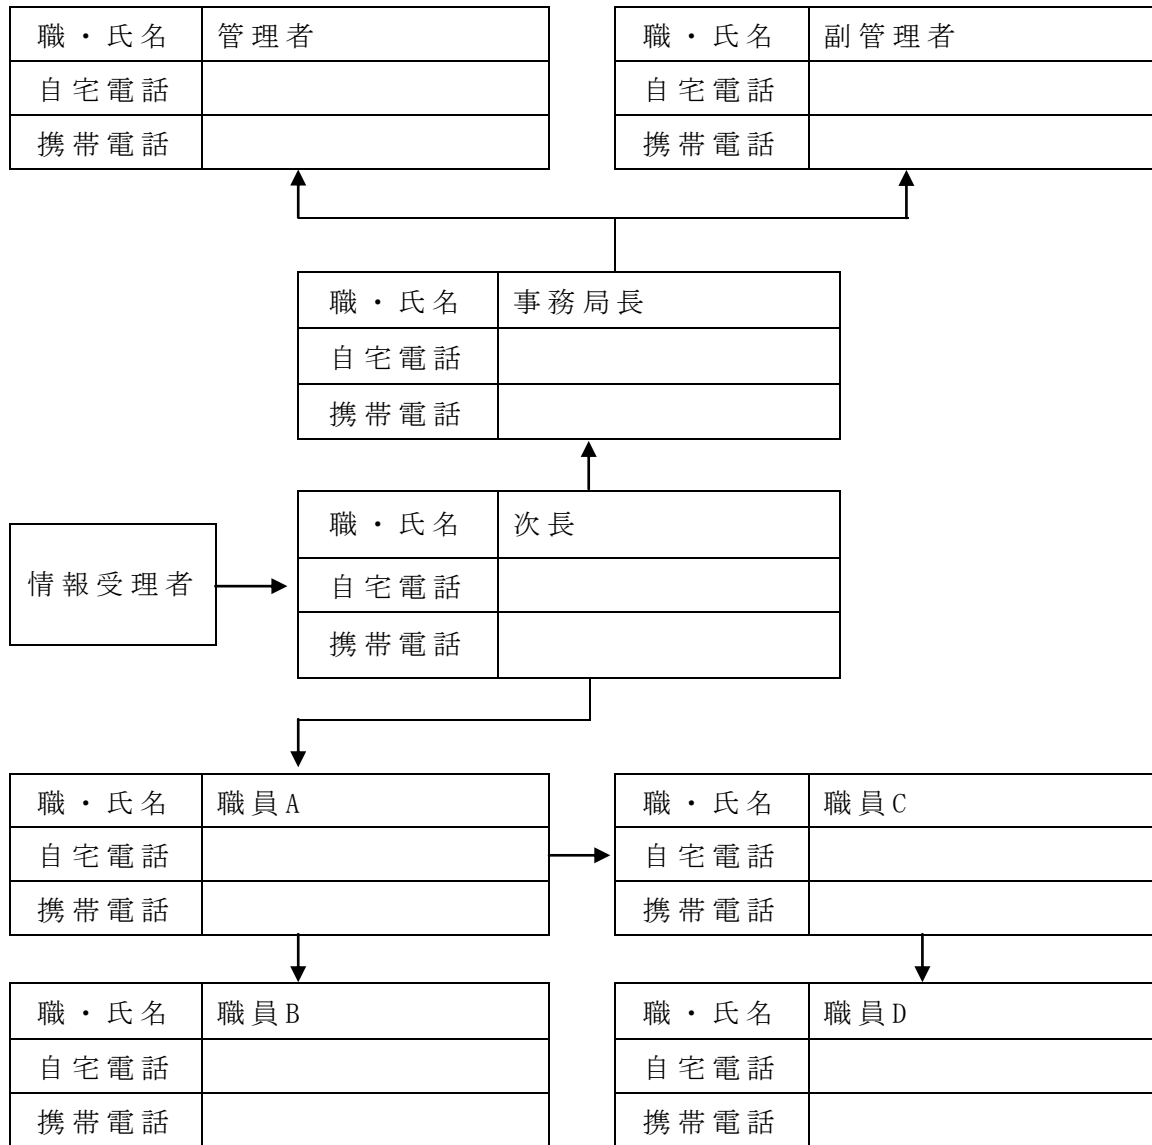 職・氏名 管理者
自宅電話
携帯電話
職・氏名 副管理者
自宅電話
携帯電話
職・氏名 事務局長
自宅電話
携帯電話
情報受理者
職・氏名 次長
自宅電話
携帯電話
職・氏名 職員A
自宅電話
携帯電話
職・氏名 職員C
自宅電話
携帯電話
職・氏名 職員B
自宅電話
携帯電話
職・氏名 職員D
自宅電話
携帯電話